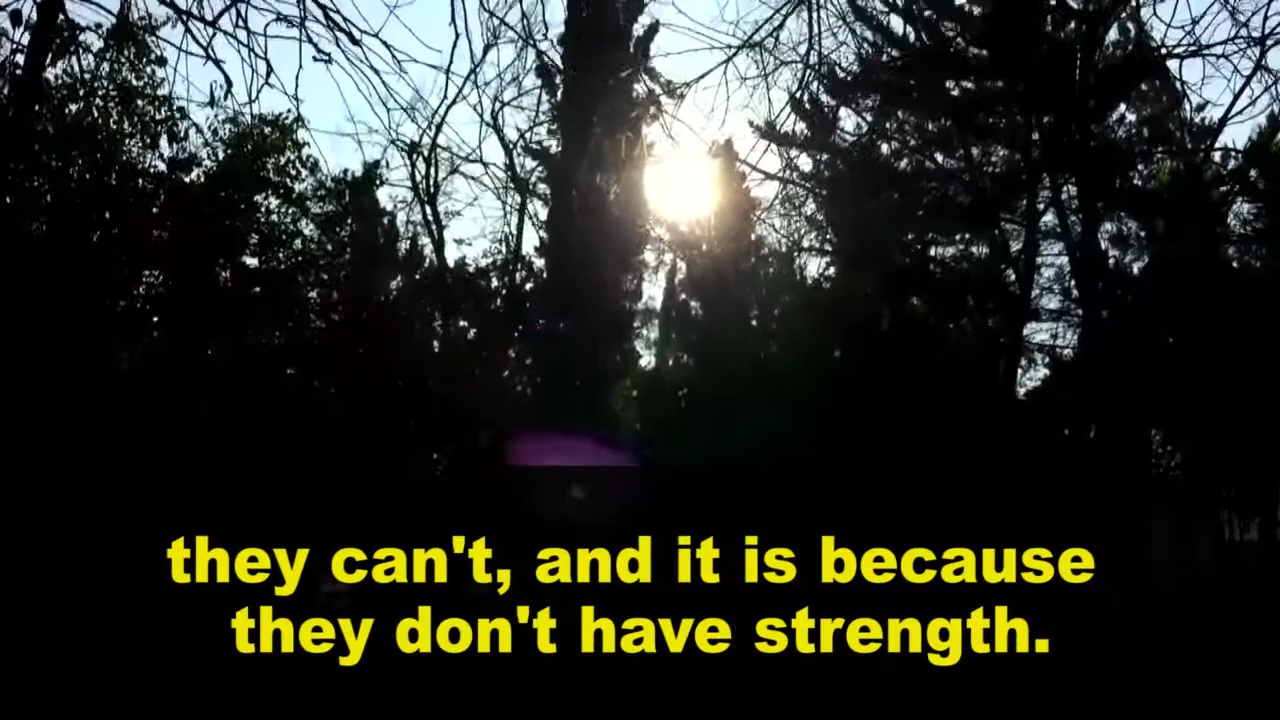 they can't, and it is because
they don't have strength.